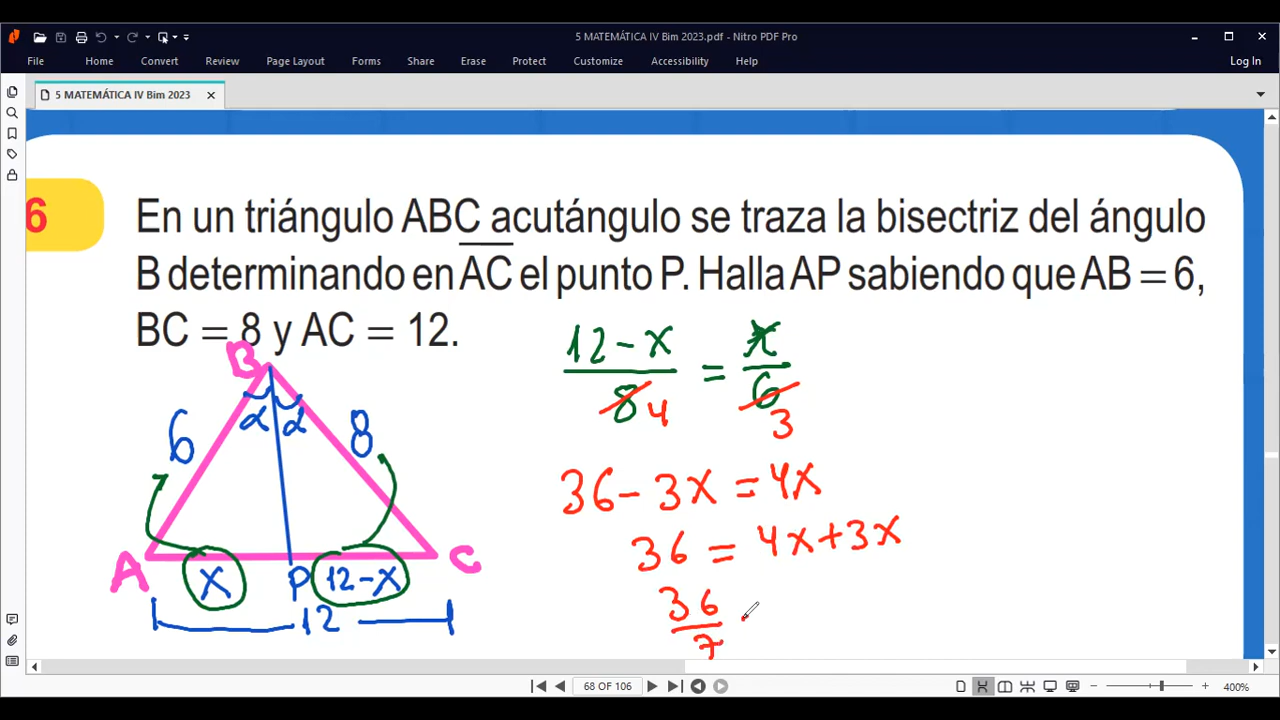 5 MATEMÁTICA IV Bim 2023.pdf - Nitro PDF Pro
File Home Convert Review Page Layout Forms Share Erase Protect Customize Accessibility Help Log In
5 MATEMÁTICA IV Bim 2023
6
En un triángulo ABC acutángulo se traza la bisectriz del ángulo
B determinando en AC el punto P. Halla AP sabiendo que AB = 6,
BC = 8 y AC = 12.
12-x / 8 = x / 6
4 3
B
α α
6 8
36-3x=4x
36 = 4x+3x
A x P 12-x C
12
36 / 7
68 OF 106
400%